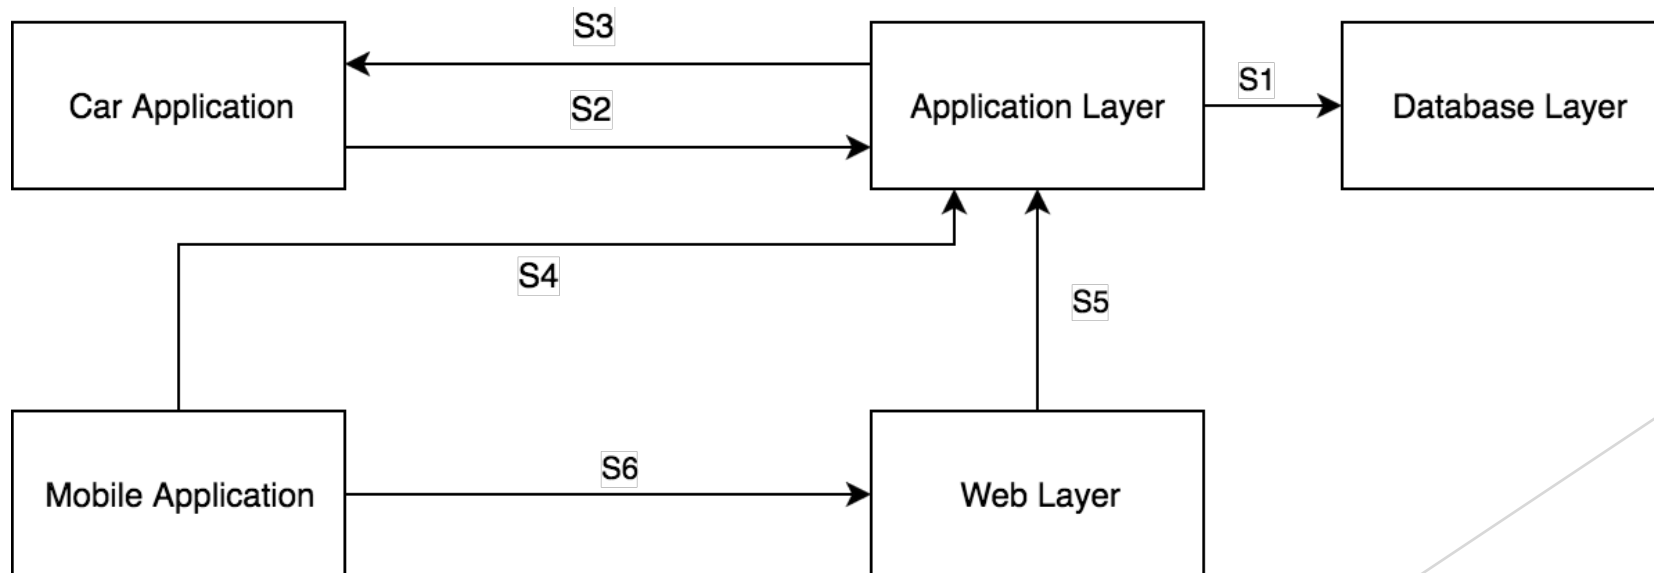 S3
Car Application
S2
Application Layer
S1
Database Layer
S4
S5
Mobile Application
S6
Web Layer